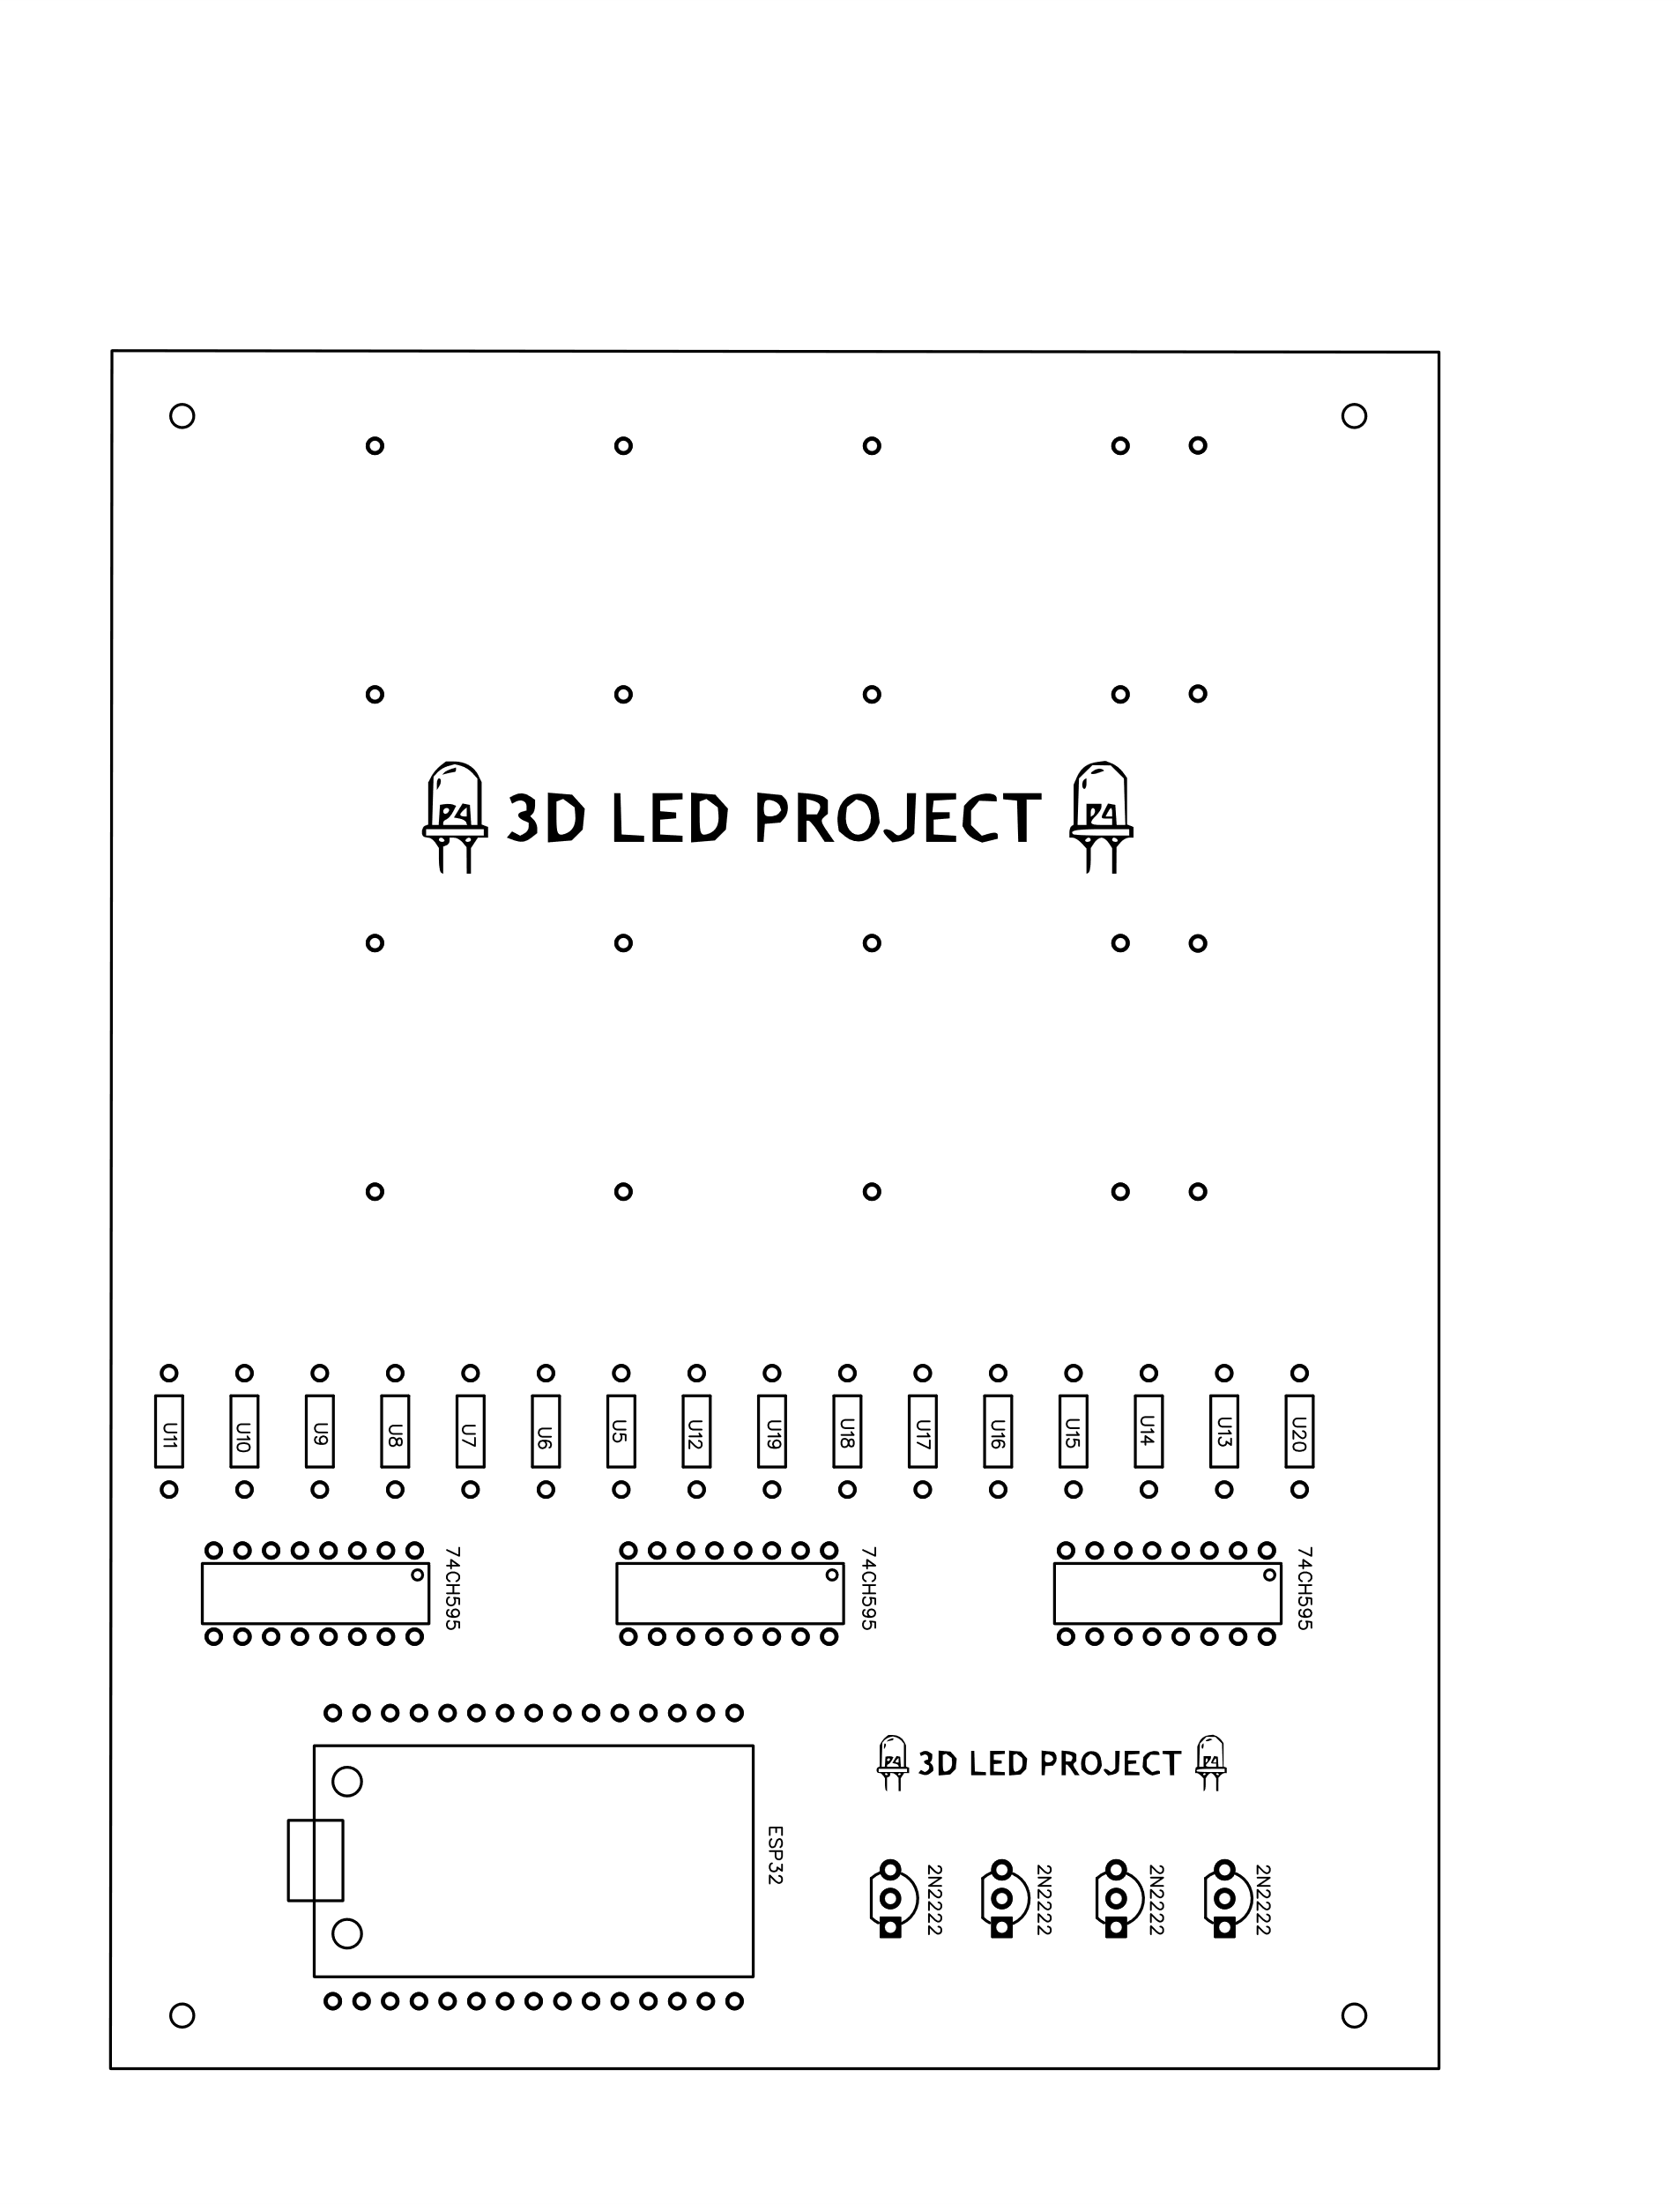 3D LED PROJECT
U11
U10
U9
U8
U7
U6
U5
U12
U19
U18
U17
U16
U15
U14
U13
U20
74CH595
74CH595
74CH595
3D LED PROJECT
ESP32
2N2222
2N2222
2N2222
2N2222